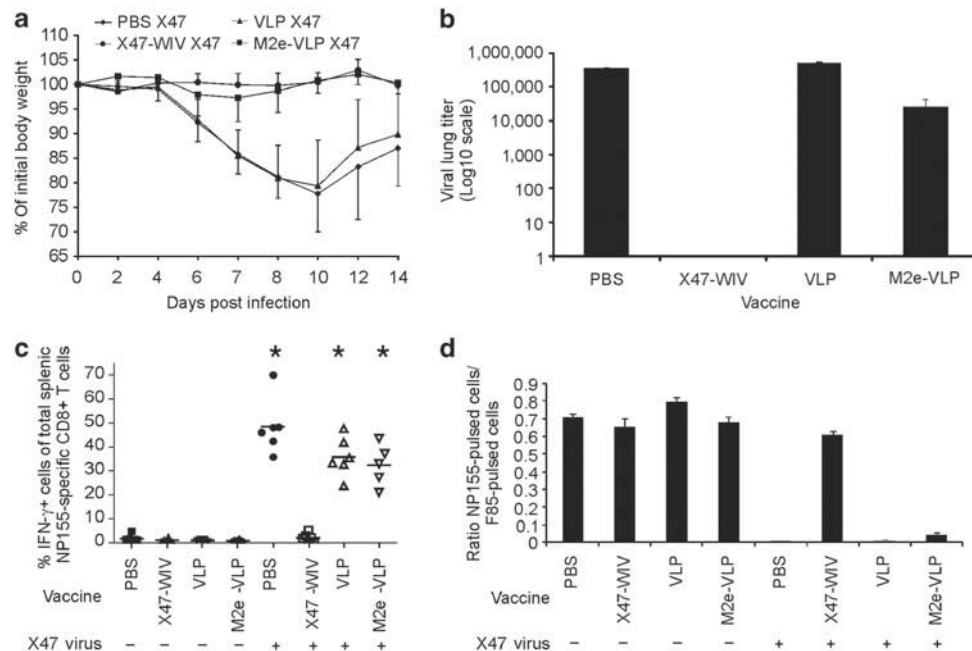 a
PBS X47 VLP X47
X47-WIV X47 M2e-VLP X47
% Of initial body weight
110
105
100
95
90
85
80
75
70
65
0 2 4 6 7 8 10 12 14
Days post infection
b
Viral lung titer
(Log10 scale)
1,000,000
100,000
10,000
1,000
100
10
1
PBS X47-WIV VLP M2e-VLP
Vaccine
c
% IFN-γ+ cells of total splenic
NP155-specific CD8+ T cells
* * *
70
60
50
40
30
20
10
0
Vaccine PBS X47-WIV VLP M2e-VLP PBS X47-WIV VLP M2e-VLP
X47 virus − − − − + + + +
d
Ratio NP155-pulsed cells/
F85-pulsed cells
0.9
0.8
0.7
0.6
0.5
0.4
0.3
0.2
0.1
0
Vaccine PBS X47-WIV VLP M2e-VLP PBS X47-WIV VLP M2e-VLP
X47 virus − − − − + + + +